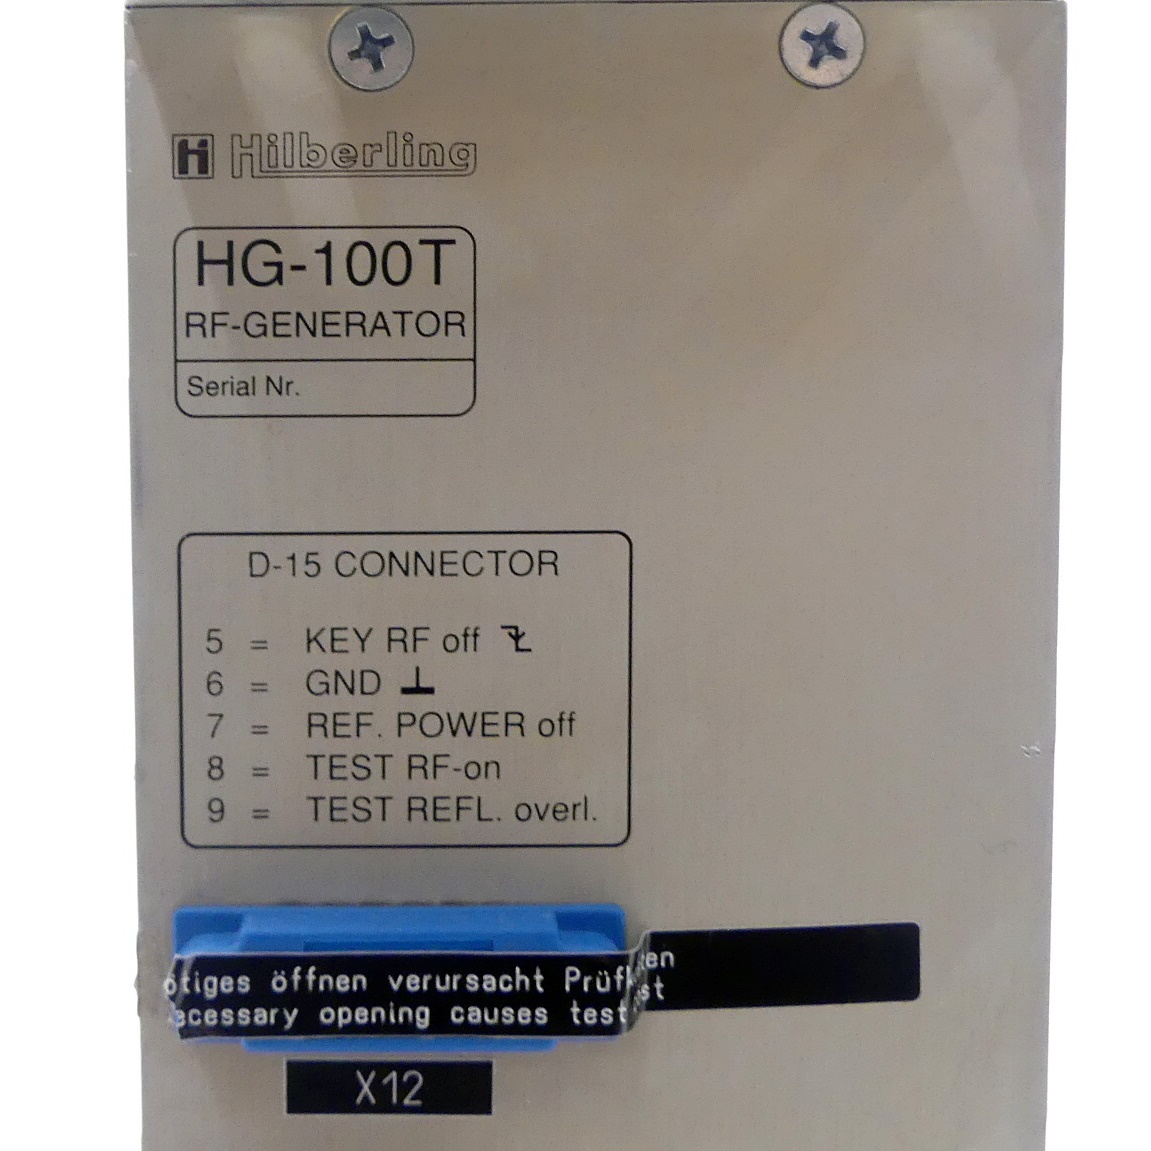 Hilberling
HG-100T
RF-GENERATOR
Serial Nr.
D-15 CONNECTOR
5 = KEY RF off
6 = GND
7 = REF. POWER off
8 = TEST RF-on
9 = TEST REFL. overl.
öffnen verursacht
opening causes test
X12